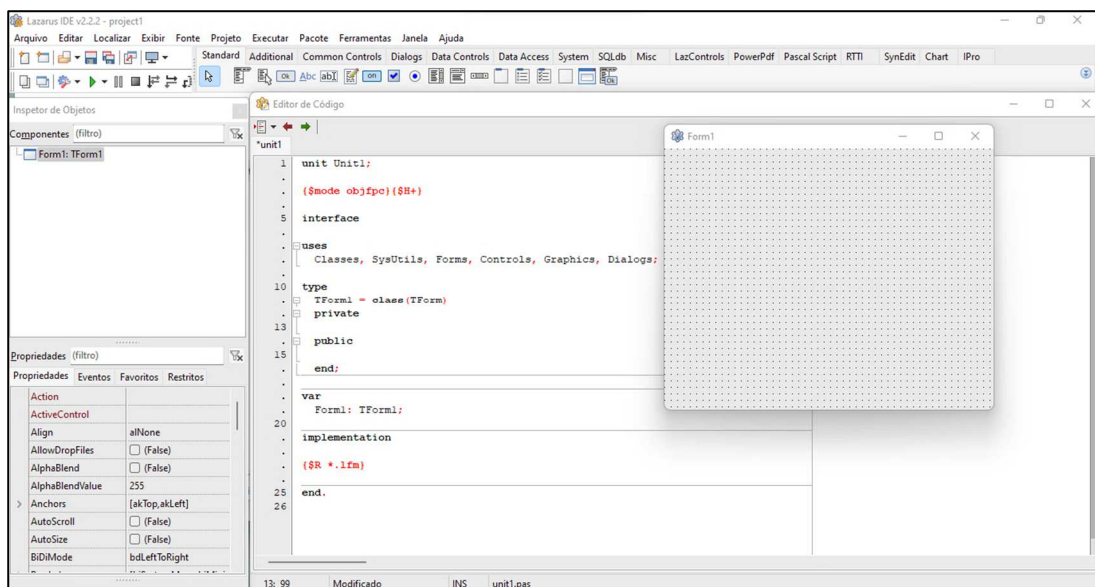 Lazarus IDE v2.2.2 - project1
Arquivo Editar Localizar Exibir Fonte Projeto Executar Pacote Ferramentas Janela Ajuda
Standard Additional Common Controls Dialogs Data Controls Data Access System SQLdb Misc LazControls PowerPdf Pascal Script RTTI SynEdit Chart IPro
Ok Abc abI on
Inspetor de Objetos
Componentes (filtro)
Form1: TForm1
Propriedades (filtro)
Propriedades Eventos Favoritos Restritos
Action
ActiveControl
Align alNone
AllowDropFiles (False)
AlphaBlend (False)
AlphaBlendValue 255
Anchors [akTop,akLeft]
AutoScroll (False)
AutoSize (False)
BiDiMode bdLeftToRight
Editor de Código
*unit1
1 unit Unit1;
{$mode objfpc}{$H+}
5 interface
uses
Classes, SysUtils, Forms, Controls, Graphics, Dialogs;
10 type
TForm1 = class(TForm)
private
13
public
15
end;
var
Form1: TForm1;
20
implementation
{$R *.lfm}
25 end.
26
13: 99 Modificado INS unit1.pas
Form1